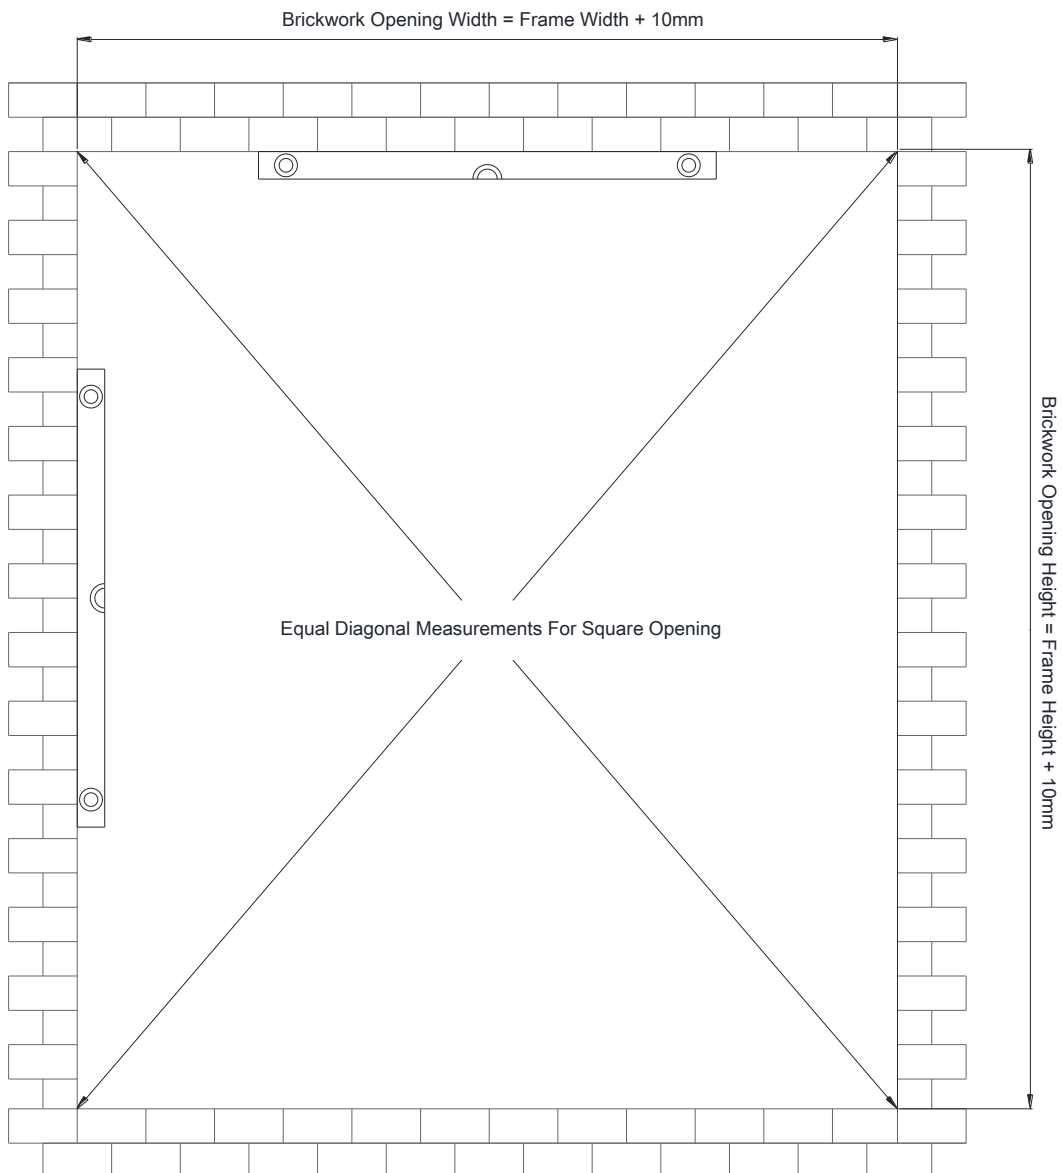 Brickwork Opening Width = Frame Width + 10mm
Equal Diagonal Measurements For Square Opening
Brickwork Opening Height = Frame Height + 10mm